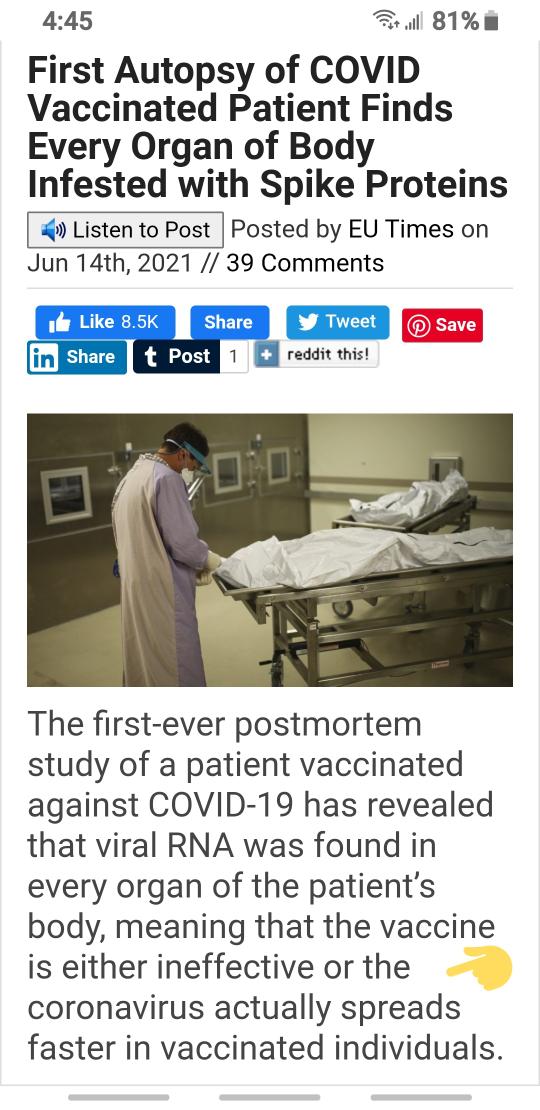 4:45 81%
First Autopsy of COVID
Vaccinated Patient Finds
Every Organ of Body
Infested with Spike Proteins
Listen to Post Posted by EU Times on
Jun 14th, 2021 // 39 Comments
Like 8.5K Share Tweet Save
in Share t Post 1 + reddit this!
The first-ever postmortem
study of a patient vaccinated
against COVID-19 has revealed
that viral RNA was found in
every organ of the patient's
body, meaning that the vaccine
is either ineffective or the
coronavirus actually spreads
faster in vaccinated individuals.